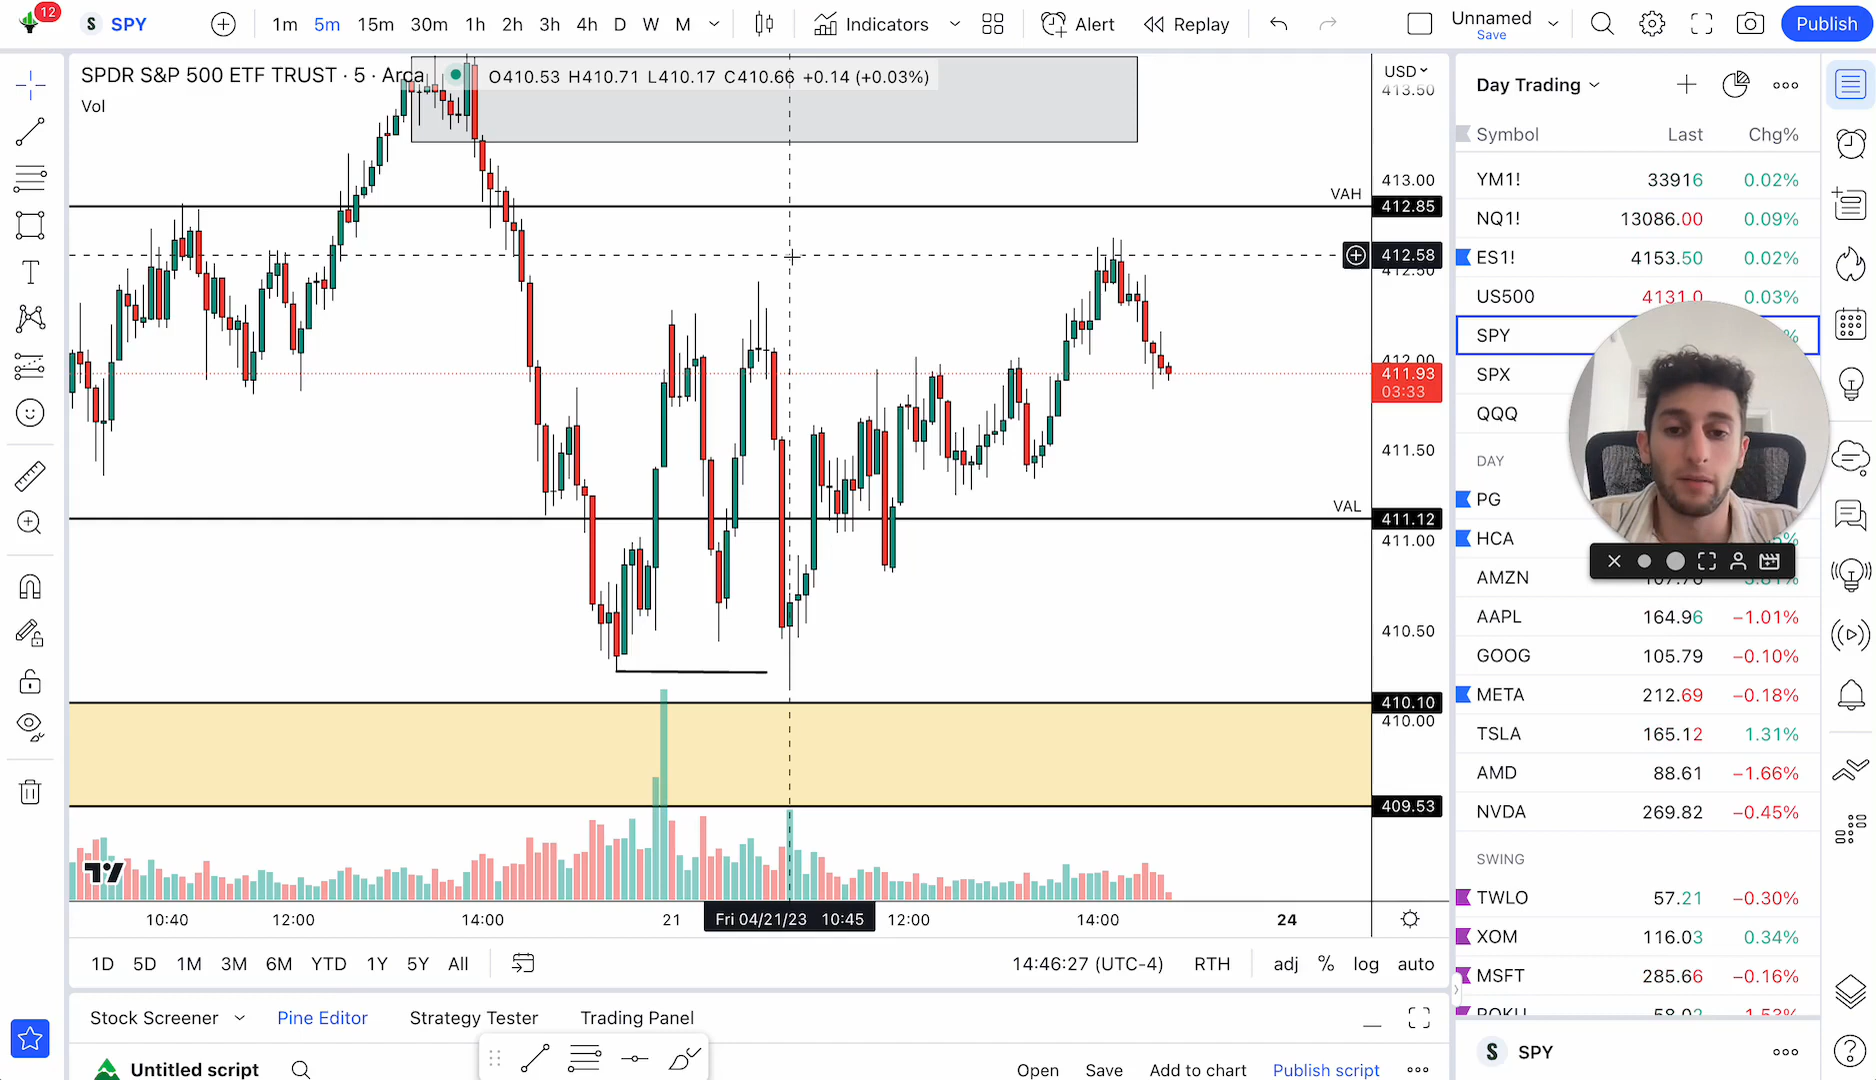 12
S SPY
1m 5m 15m 30m 1h 2h 3h 4h D W M
Indicators
Alert
Replay
Unnamed
Save
Publish
SPDR S&P 500 ETF TRUST · 5 · Arca
O410.53 H410.71 L410.17 C410.66 +0.14 (+0.03%)
Vol
USD
413.50
413.00
VAH
412.85
412.58
412.50
412.00
411.93
03:33
411.50
VAL
411.12
411.00
410.50
410.10
410.00
409.53
10:40 12:00 14:00 21 Fri 04/21/23 10:45 12:00 14:00 24
1D 5D 1M 3M 6M YTD 1Y 5Y All
14:46:27 (UTC-4) RTH adj % log auto
Stock Screener Pine Editor Strategy Tester Trading Panel
Untitled script
Open Save Add to chart Publish script
Day Trading
Symbol Last Chg%
YM1! 33916 0.02%
NQ1! 13086.00 0.09%
ES1! 4153.50 0.02%
US500 4131.0 0.03%
SPY
SPX
QQQ
DAY
PG
HCA
AMZN
AAPL 164.96 −1.01%
GOOG 105.79 −0.10%
META 212.69 −0.18%
TSLA 165.12 1.31%
AMD 88.61 −1.66%
NVDA 269.82 −0.45%
SWING
TWLO 57.21 −0.30%
XOM 116.03 0.34%
MSFT 285.66 −0.16%
S SPY